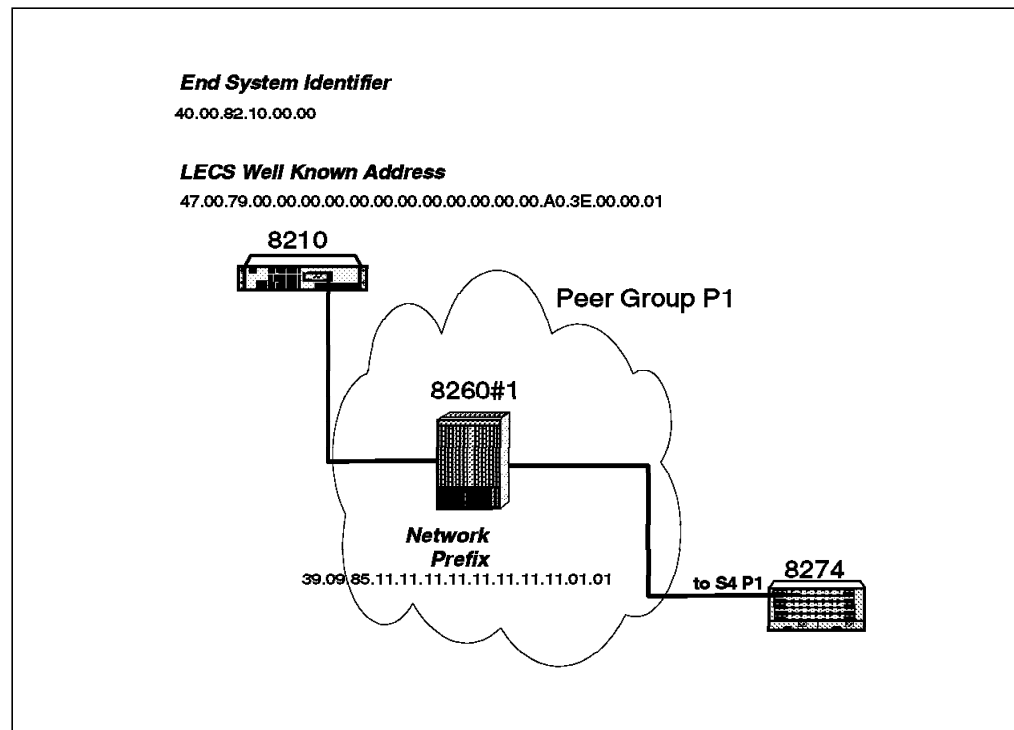 End System Identifier
40.00.82.10.00.00
LECS Well Known Address
47.00.79.00.00.00.00.00.00.00.00.00.00.00.00.A0.3E.00.00.01
8210
Peer Group P1
8260#1
Network
Prefix
39.09.85.11.11.11.11.11.11.11.11.01.01
to S4 P1
8274